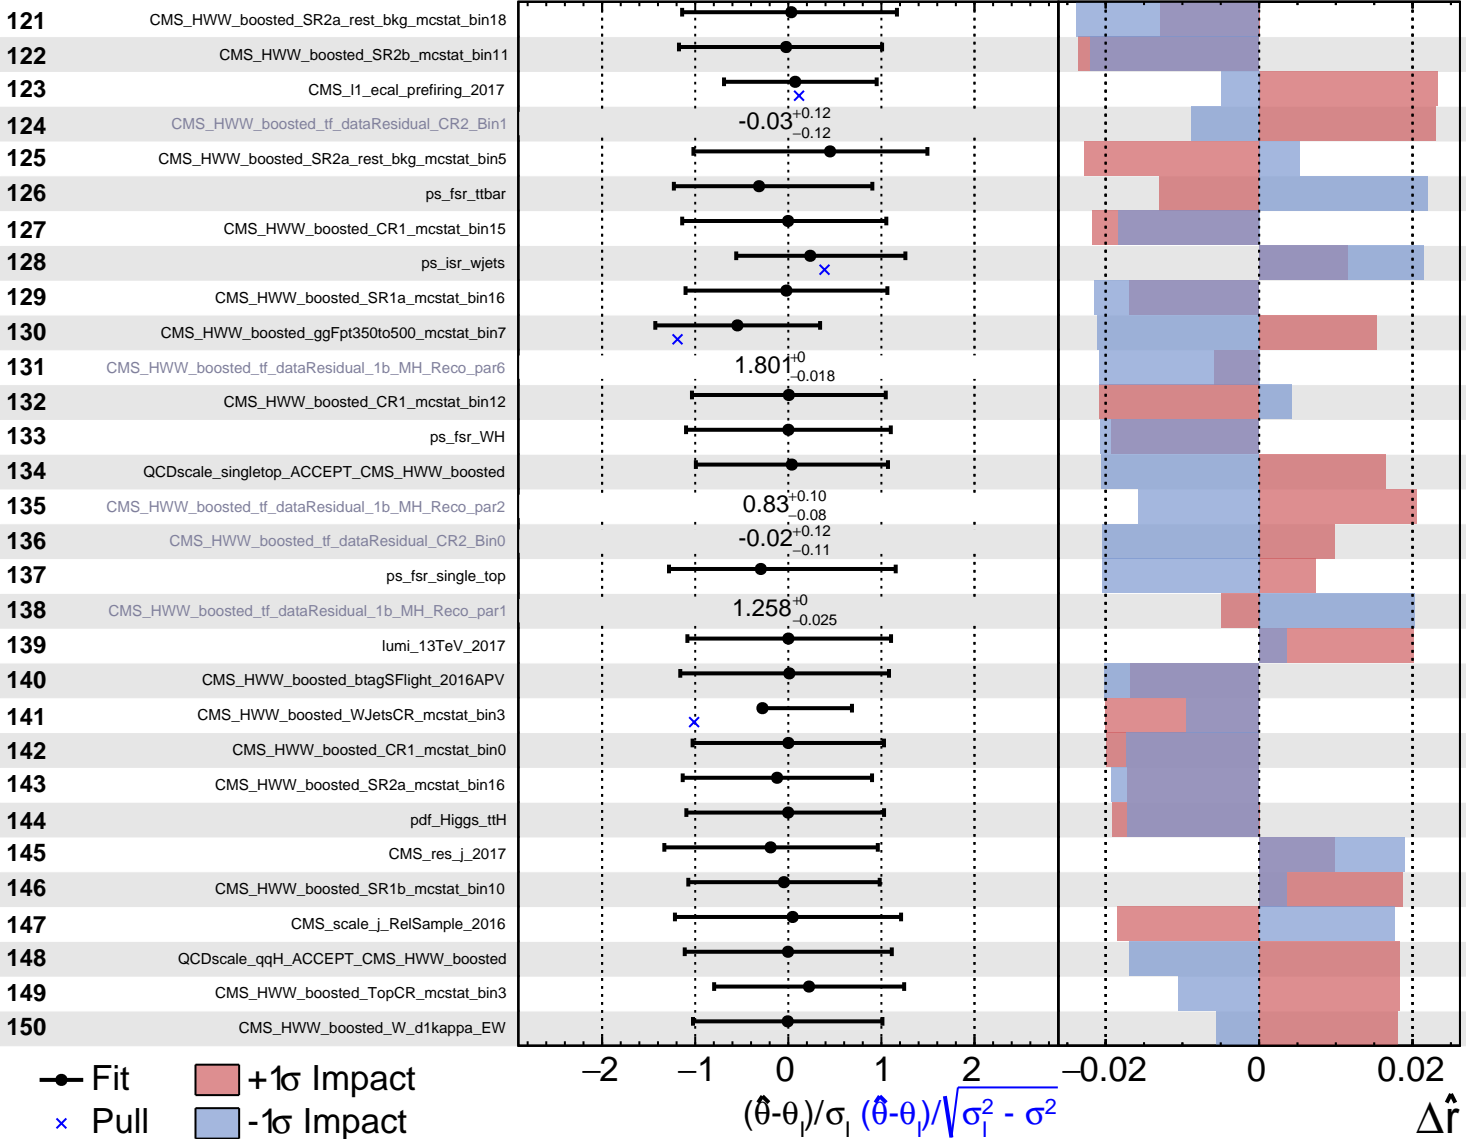 121 CMS_HWW_boosted_SR2a_rest_bkg_mcstat_bin18
122 CMS_HWW_boosted_SR2b_mcstat_bin11
123 CMS_l1_ecal_prefiring_2017
124 CMS_HWW_boosted_tf_dataResidual_CR2_Bin1 -0.03 +0.12 −0.12
125 CMS_HWW_boosted_SR2a_rest_bkg_mcstat_bin5
126 ps_fsr_ttbar
127 CMS_HWW_boosted_CR1_mcstat_bin15
128 ps_isr_wjets
129 CMS_HWW_boosted_SR1a_mcstat_bin16
130 CMS_HWW_boosted_ggFpt350to500_mcstat_bin7
131 CMS_HWW_boosted_tf_dataResidual_1b_MH_Reco_par6 1.801 +0 −0.018
132 CMS_HWW_boosted_CR1_mcstat_bin12
133 ps_fsr_WH
134 QCDscale_singletop_ACCEPT_CMS_HWW_boosted
135 CMS_HWW_boosted_tf_dataResidual_1b_MH_Reco_par2 0.83 +0.10 −0.08
136 CMS_HWW_boosted_tf_dataResidual_CR2_Bin0 -0.02 +0.12 −0.11
137 ps_fsr_single_top
138 CMS_HWW_boosted_tf_dataResidual_1b_MH_Reco_par1 1.258 +0 −0.025
139 lumi_13TeV_2017
140 CMS_HWW_boosted_btagSFlight_2016APV
141 CMS_HWW_boosted_WJetsCR_mcstat_bin3
142 CMS_HWW_boosted_CR1_mcstat_bin0
143 CMS_HWW_boosted_SR2a_mcstat_bin16
144 pdf_Higgs_ttH
145 CMS_res_j_2017
146 CMS_HWW_boosted_SR1b_mcstat_bin10
147 CMS_scale_j_RelSample_2016
148 QCDscale_qqH_ACCEPT_CMS_HWW_boosted
149 CMS_HWW_boosted_TopCR_mcstat_bin3
150 CMS_HWW_boosted_W_d1kappa_EW
−2 −1 0 1 2 −0.02 0 0.02
Fit +1σ Impact
Pull -1σ Impact
(θ̂-θ_I)/σ_I (θ̂-θ_I)/√(σ_I² - σ²) Δr̂